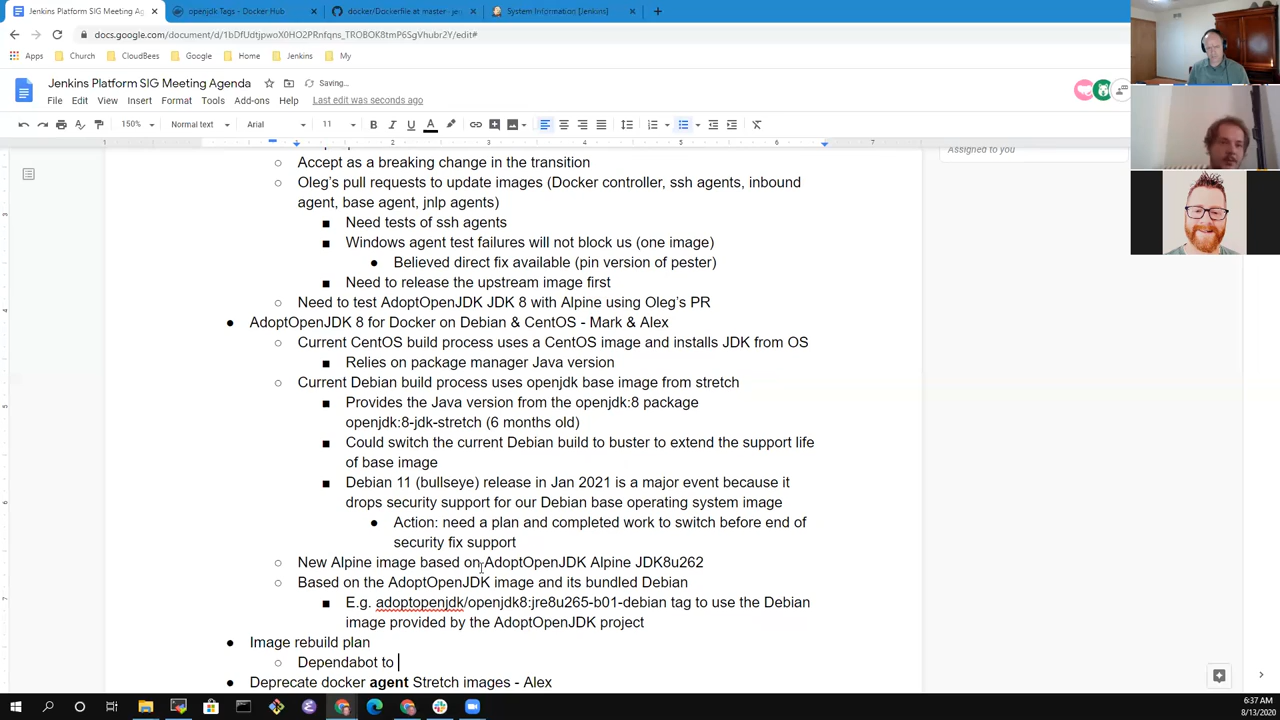 Jenkins Platform SIG Meeting Ag
openjdk Tags - Docker Hub
docker/Dockerfile at master · je
System Information [Jenkins]
docs.google.com/document/d/1bDfUdtjpwoX0HO2PRnfqns_TROBOK8tmP6SgVhubr2Y/edit#
Apps
Church
CloudBees
Google
Home
Jenkins
My
Jenkins Platform SIG Meeting Agenda
Saving...
File Edit View Insert Format Tools Add-ons Help Last edit was seconds ago
150% Normal text Arial 11 B I U A
1 1 2 3 4 5 6 7
Assigned to you
○ Accept as a breaking change in the transition
○ Oleg's pull requests to update images (Docker controller, ssh agents, inbound
agent, base agent, jnlp agents)
■ Need tests of ssh agents
■ Windows agent test failures will not block us (one image)
● Believed direct fix available (pin version of pester)
■ Need to release the upstream image first
○ Need to test AdoptOpenJDK JDK 8 with Alpine using Oleg's PR
● AdoptOpenJDK 8 for Docker on Debian & CentOS - Mark & Alex
○ Current CentOS build process uses a CentOS image and installs JDK from OS
■ Relies on package manager Java version
○ Current Debian build process uses openjdk base image from stretch
■ Provides the Java version from the openjdk:8 package
openjdk:8-jdk-stretch (6 months old)
■ Could switch the current Debian build to buster to extend the support life
of base image
■ Debian 11 (bullseye) release in Jan 2021 is a major event because it
drops security support for our Debian base operating system image
● Action: need a plan and completed work to switch before end of
security fix support
○ New Alpine image based on AdoptOpenJDK Alpine JDK8u262
○ Based on the AdoptOpenJDK image and its bundled Debian
■ E.g. adoptopenjdk/openjdk8:jre8u265-b01-debian tag to use the Debian
image provided by the AdoptOpenJDK project
● Image rebuild plan
○ Dependabot to
● Deprecate docker agent Stretch images - Alex
6:37 AM
8/13/2020